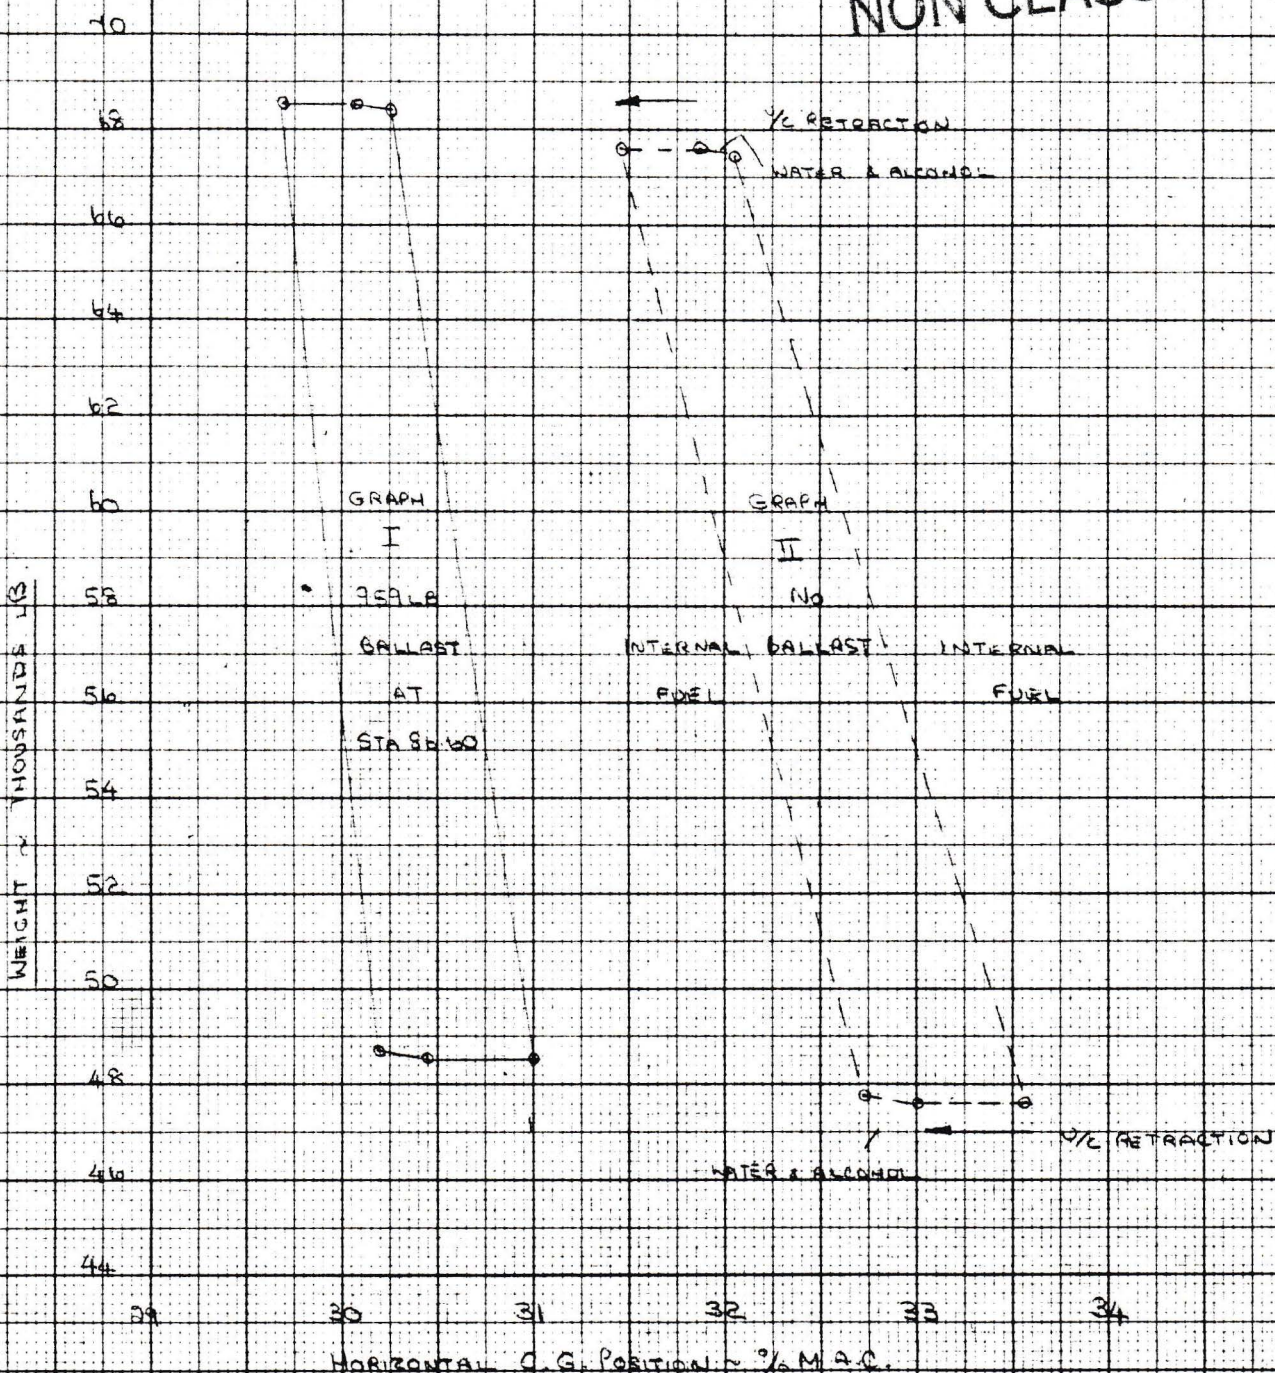 NON
70
68
66
64
62
60
58
56
54
52
50
48
46
44
WEIGHT ~ THOUSANDS LB.
U/C RETRACTION
WATER & ALCOHOL
GRAPH
I
959 LB
BALLAST
AT
STA 86.60
GRAPH
II
NO
BALLAST
INTERNAL
FUEL
INTERNAL
FUEL
U/C RETRACTION
WATER & ALCOHOL
29 30 31 32 33 34
HORIZONTAL C.G. POSITION ~ % M.A.C.